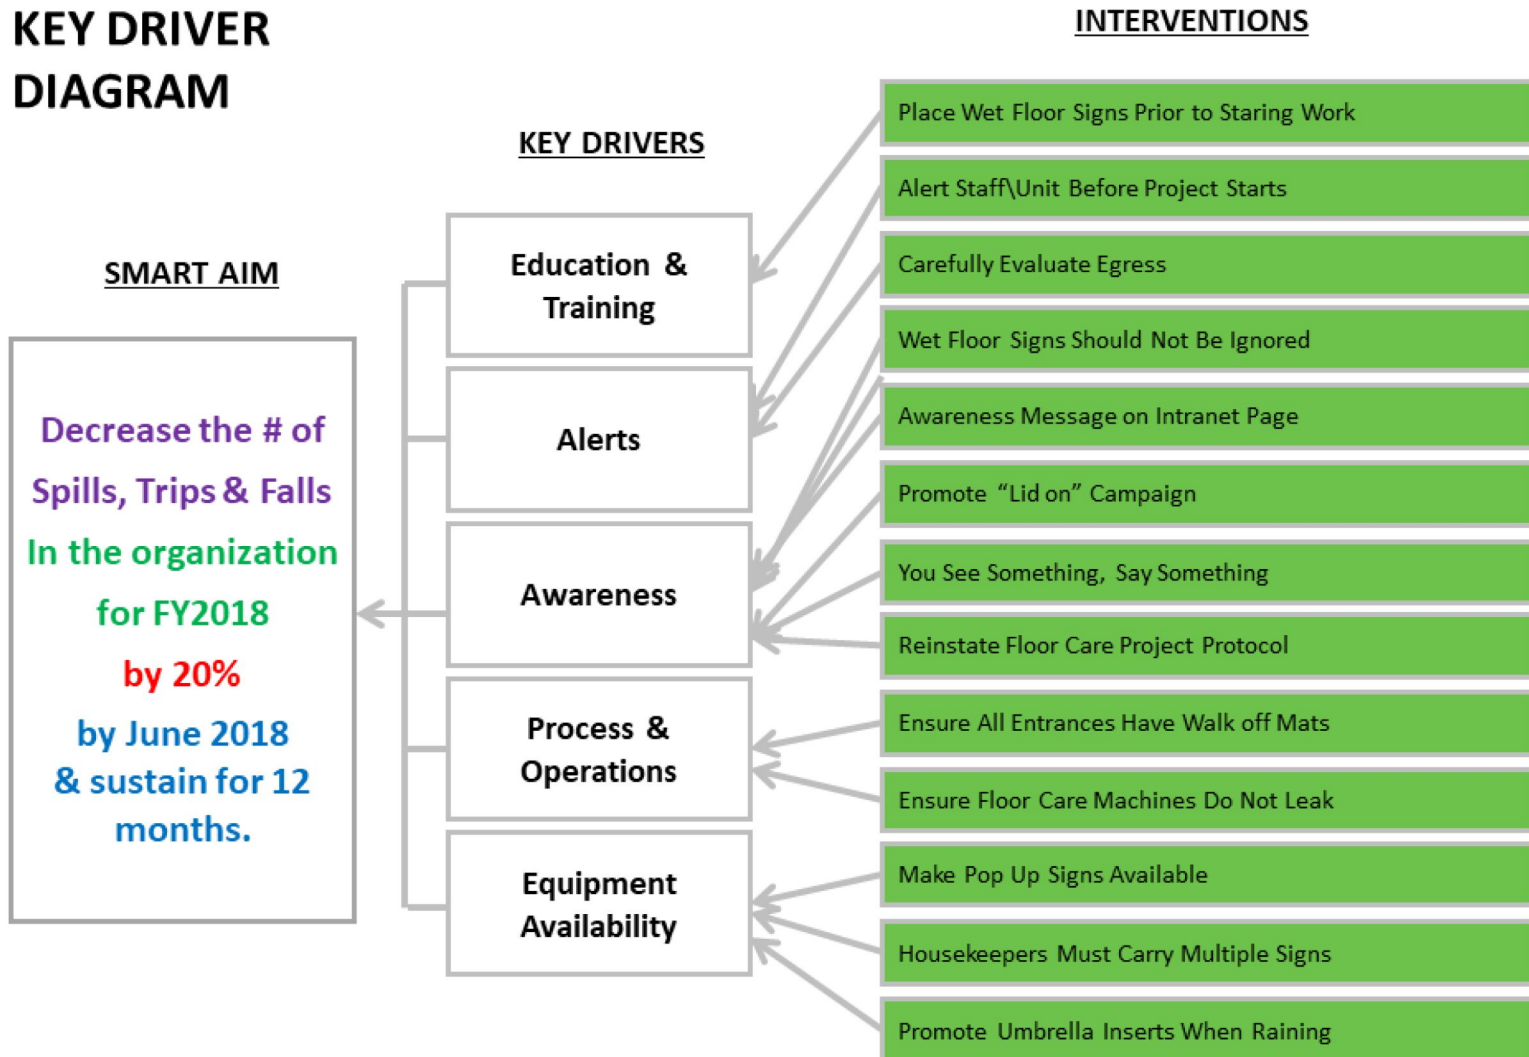 KEY DRIVER
DIAGRAM
SMART AIM
Decrease the # of
Spills, Trips & Falls
In the organization
for FY2018
by 20%
by June 2018
& sustain for 12
months.
KEY DRIVERS
Education &
Training
Alerts
Awareness
Process &
Operations
Equipment
Availability
INTERVENTIONS
Place Wet Floor Signs Prior to Staring Work
Alert Staff\Unit Before Project Starts
Carefully Evaluate Egress
Wet Floor Signs Should Not Be Ignored
Awareness Message on Intranet Page
Promote “Lid on” Campaign
You See Something, Say Something
Reinstate Floor Care Project Protocol
Ensure All Entrances Have Walk off Mats
Ensure Floor Care Machines Do Not Leak
Make Pop Up Signs Available
Housekeepers Must Carry Multiple Signs
Promote Umbrella Inserts When Raining